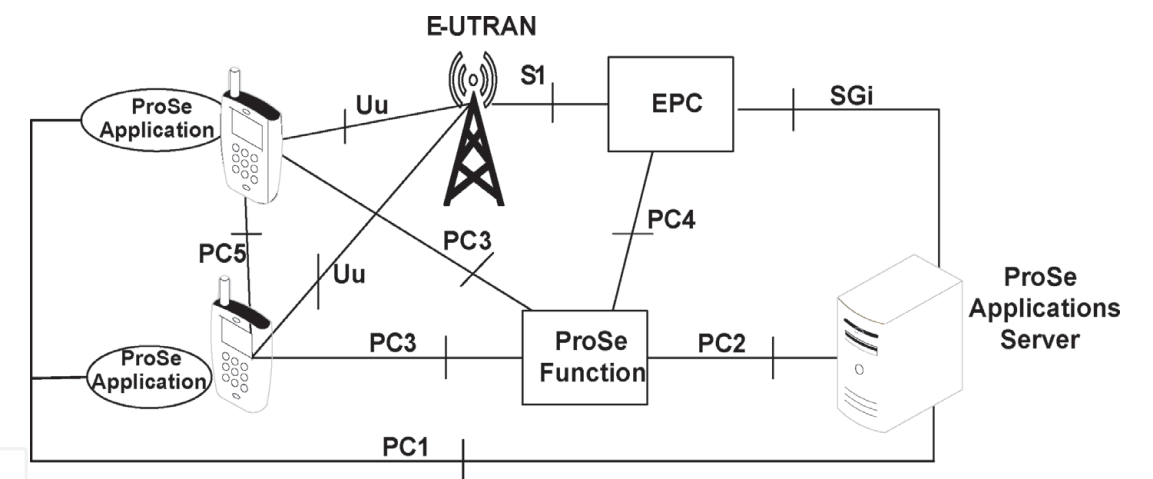 E-UTRAN
S1
EPC
SGi
ProSe
Application
Uu
PC4
PC3
PC5
Uu
ProSe
Applications
Server
ProSe
Application
PC3
ProSe
Function
PC2
PC1